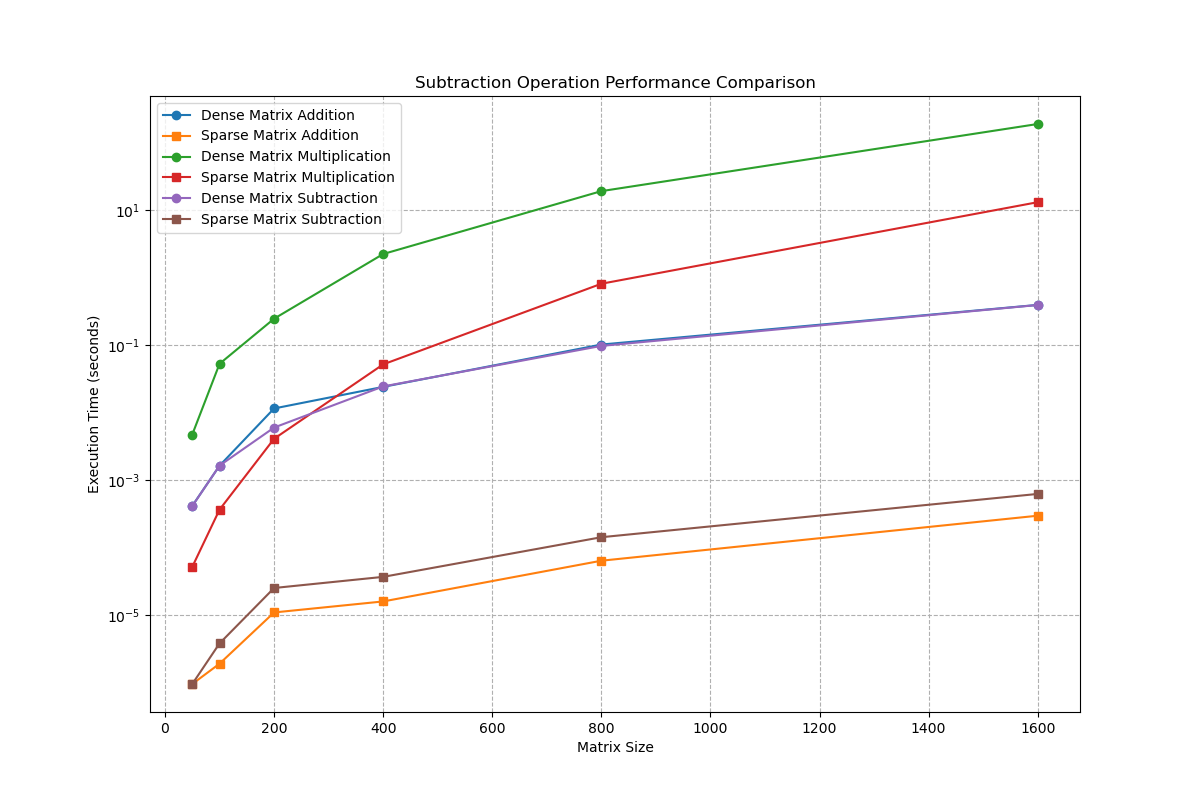 Subtraction Operation Performance Comparison
Dense Matrix Addition
Sparse Matrix Addition
Dense Matrix Multiplication
Sparse Matrix Multiplication
Dense Matrix Subtraction
Sparse Matrix Subtraction
Execution Time (seconds)
10¹
10⁻¹
10⁻³
10⁻⁵
0 200 400 600 800 1000 1200 1400 1600
Matrix Size